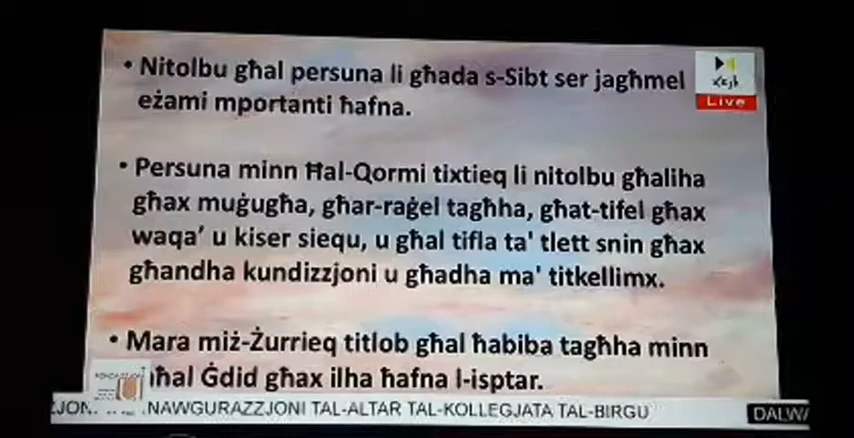 • Nitolbu għal persuna li għada s-Sibt ser jagħmel
eżami mportanti ħafna.
Live
• Persuna minn Ħal-Qormi tixtieq li nitolbu għaliha
għax muġugħa, għar-raġel tagħha, għat-tifel għax
waqa' u kiser siequ, u għal tifla ta' tlett snin għax
għandha kundizzjoni u għadha ma' titkellimx.
• Mara miż-Żurrieq titlob għal ħabiba tagħha minn
Ġdid għax ilha ħafna l-isptar.
NAWGURAZZJONI TAL-ALTAR TAL-KOLLEGJATA TAL-BIRGU